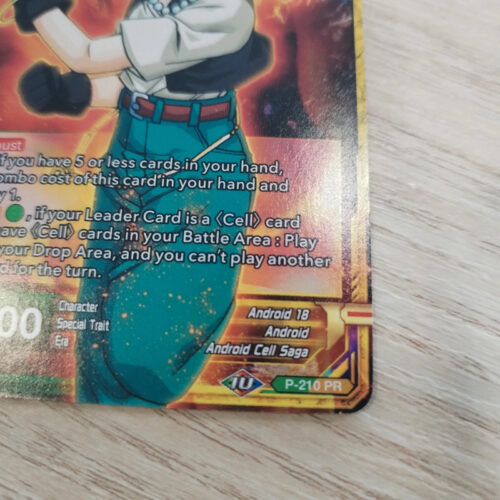 ust
if you have 5 or less cards in your hand,
ombo cost of this card in your hand and
y 1.
, if your Leader Card is a 〈Cell〉 card
ave 〈Cell〉 cards in your Battle Area : Play
your Drop Area, and you can't play another
d for the turn.
00
Character
Special Trait
Era
Android 18
Android
Android Cell Saga
1U
P-210 PR